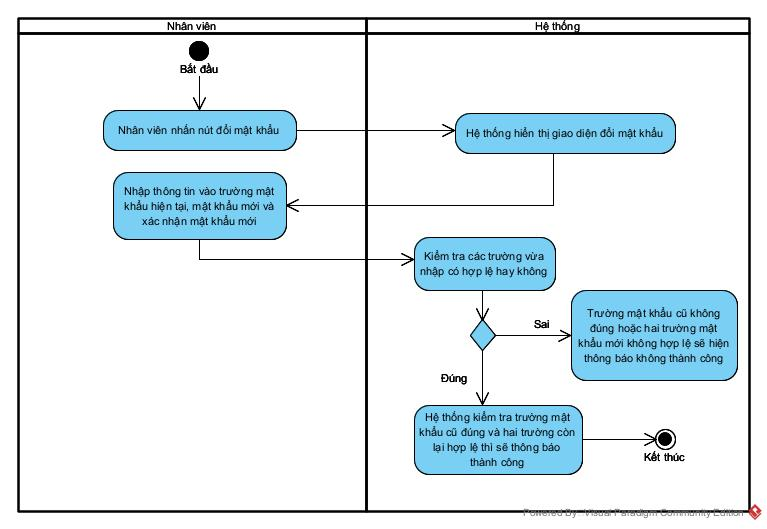 Nhân viên
Hệ thống
Bắt đầu
Nhân viên nhấn nút đổi mật khẩu
Hệ thống hiển thị giao diện đổi mật khẩu
Nhập thông tin vào trường mật
khẩu hiện tại, mật khẩu mới và
xác nhận mật khẩu mới
Kiểm tra các trường vừa
nhập có hợp lệ hay không
Sai
Trường mật khẩu cũ không
đúng hoặc hai trường mật
khẩu mới không hợp lệ sẽ hiện
thông báo không thành công
Đúng
Hệ thống kiểm tra trường mật
khẩu cũ đúng và hai trường còn
lại hợp lệ thì sẽ thông báo
thành công
Kết thúc
Powered By Visual Paradigm Community Edition